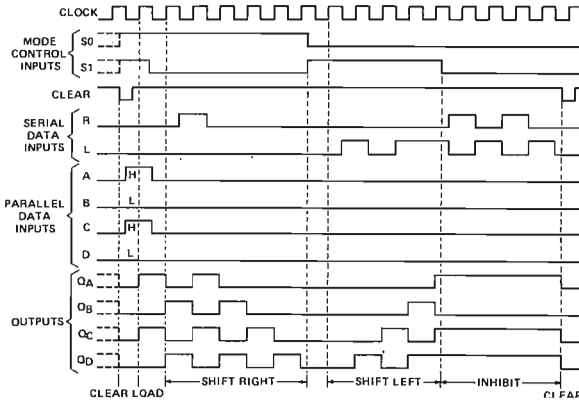 CLOCK
MODE CONTROL INPUTS
S0
S1
CLEAR
SERIAL DATA INPUTS
R
L
PARALLEL DATA INPUTS
A H
B L
C H
D L
OUTPUTS
QA
QB
QC
QD
CLEAR LOAD SHIFT RIGHT SHIFT LEFT INHIBIT CLEAR